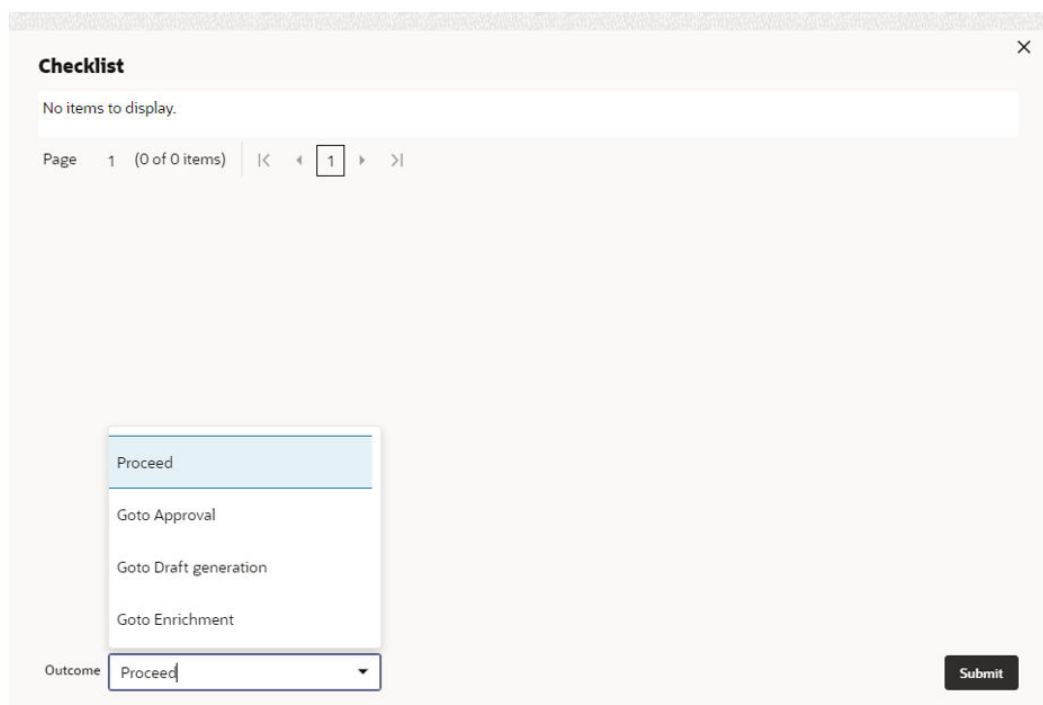 Checklist
No items to display.
Page 1 (0 of 0 items) 1
Proceed
Goto Approval
Goto Draft generation
Goto Enrichment
Outcome Proceed Submit